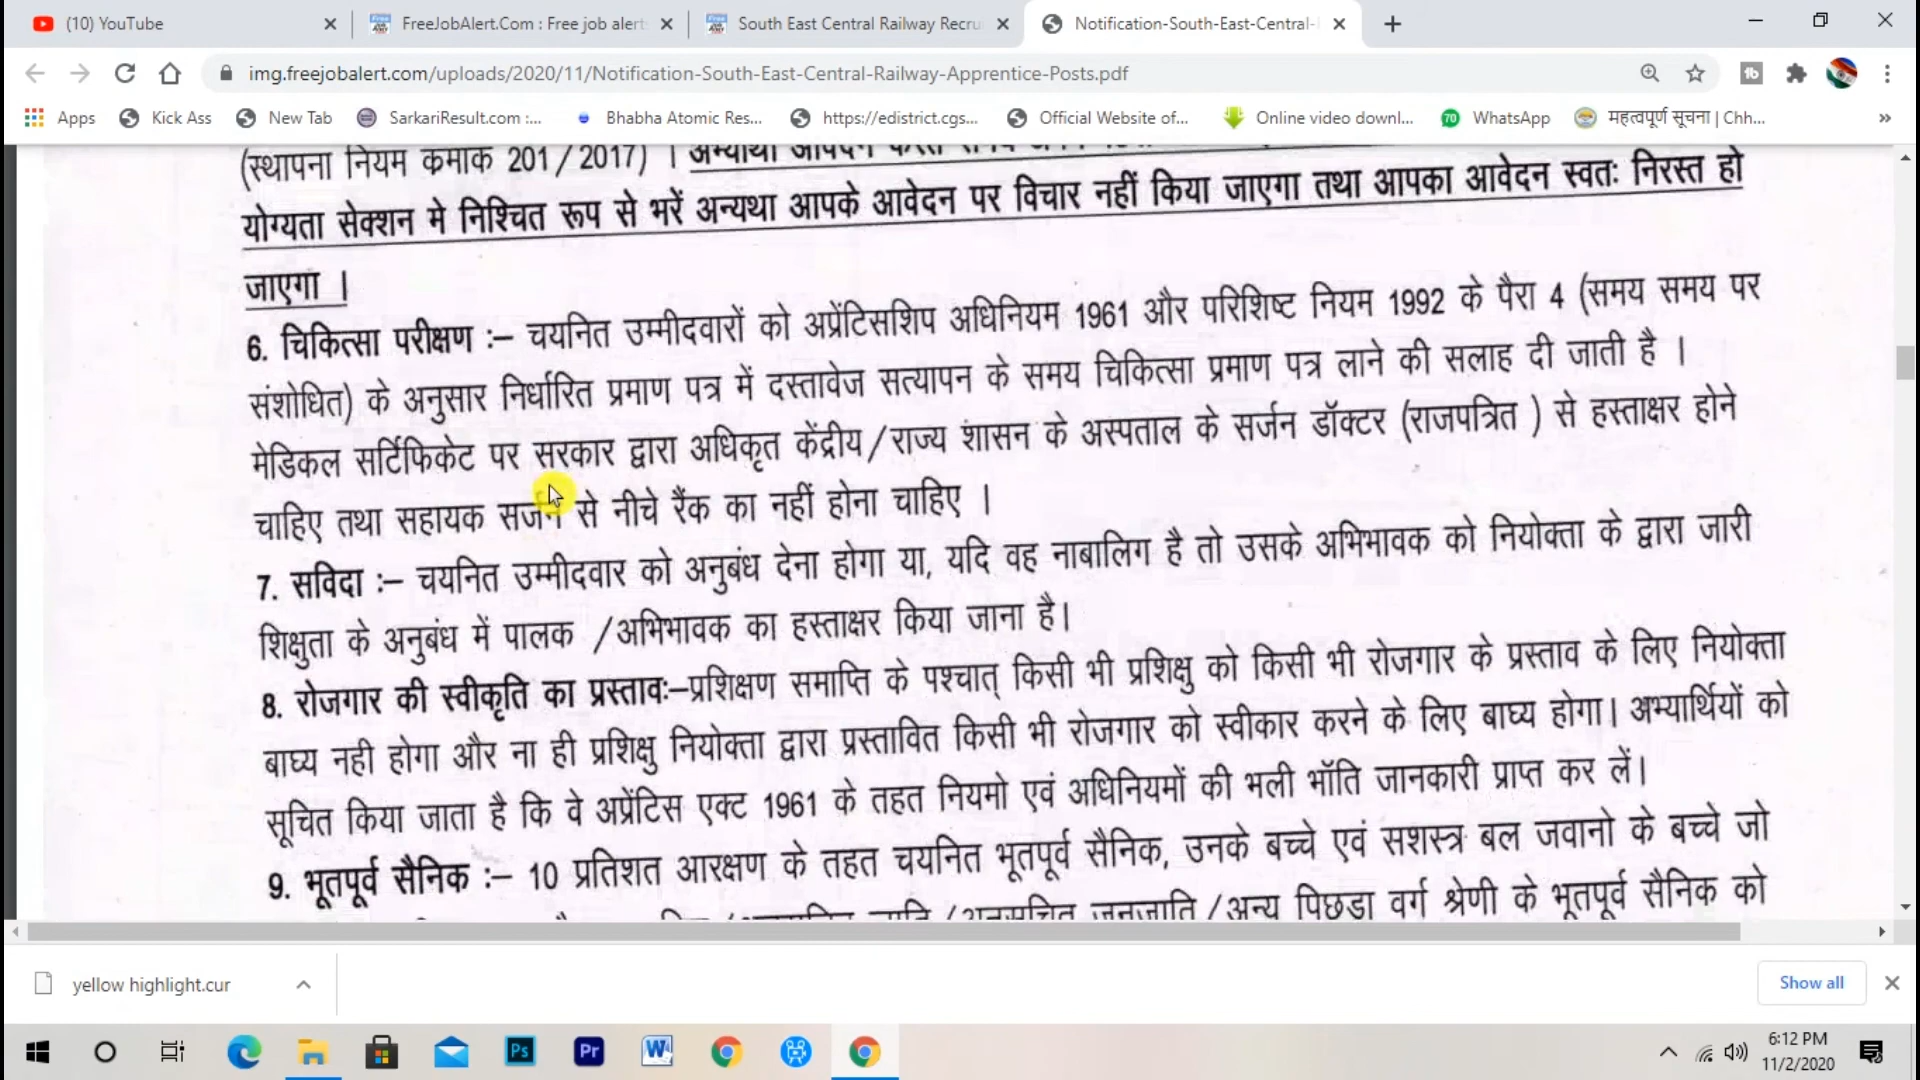 (10) YouTube
FreeJobAlert.Com : Free job alert
South East Central Railway Recru
Notification-South-East-Central-
img.freejobalert.com/uploads/2020/11/Notification-South-East-Central-Railway-Apprentice-Posts.pdf
Apps
Kick Ass
New Tab
SarkariResult.com :...
Bhabha Atomic Res...
https://edistrict.cgs...
Official Website of...
Online video downl...
70
WhatsApp
महत्वपूर्ण सूचना | Chh...
(स्थापना नियम कमाक 201/2017) । अन्याथा
योग्यता सेक्शन मे निश्चित रूप से भरें अन्यथा आपके आवेदन पर विचार नहीं किया जाएगा तथा आपका आवेदन स्वतः निरस्त हो
जाएगा ।
6. चिकित्सा परीक्षण :– चयनित उम्मीदवारों को अप्रेंटिसशिप अधिनियम 1961 और परिशिष्ट नियम 1992 के पैरा 4 (समय समय पर
संशोधित) के अनुसार निर्धारित प्रमाण पत्र में दस्तावेज सत्यापन के समय चिकित्सा प्रमाण पत्र लाने की सलाह दी जाती है ।
मेडिकल सर्टिफिकेट पर सरकार द्वारा अधिकृत केंद्रीय/राज्य शासन के अस्पताल के सर्जन डॉक्टर (राजपत्रित ) से हस्ताक्षर होने
चाहिए तथा सहायक सर्जन से नीचे रैंक का नहीं होना चाहिए ।
7. सविदा :– चयनित उम्मीदवार को अनुबंध देना होगा या, यदि वह नाबालिग है तो उसके अभिभावक को नियोक्ता के द्वारा जारी
शिक्षुता के अनुबंध में पालक /अभिभावक का हस्ताक्षर किया जाना है।
8. रोजगार की स्वीकृति का प्रस्तावः–प्रशिक्षण समाप्ति के पश्चात् किसी भी प्रशिक्षु को किसी भी रोजगार के प्रस्ताव के लिए नियोक्ता
बाघ्य नही होगा और ना ही प्रशिक्षु नियोक्ता द्वारा प्रस्तावित किसी भी रोजगार को स्वीकार करने के लिए बाघ्य होगा। अभ्यार्थियों को
सूचित किया जाता है कि वे अप्रेंटिस एक्ट 1961 के तहत नियमो एवं अधिनियमों की भली भॉति जानकारी प्राप्त कर लें।
9. भूतपूर्व सैनिक :– 10 प्रतिशत आरक्षण के तहत चयनित भूतपूर्व सैनिक, उनके बच्चे एवं सशस्त्र बल जवानो के बच्चे जो
/अनुसूचित जनजाति /अन्य पिछड़ा वर्ग श्रेणी के भूतपूर्व सैनिक को
yellow highlight.cur
Show all
Ps
Pr
W
6:12 PM
11/2/2020